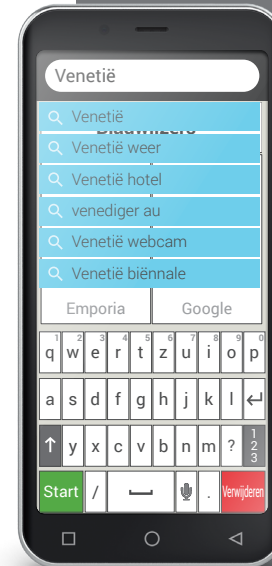 Venetië
Venetië
Venetië weer
Venetië hotel
venediger au
Venetië webcam
Venetië biënnale
Emporia Google
1 2 3 4 5 6 7 8 9 0
q w e r t z u i o p
a s d f g h j k l
y x c v b n m ? 1 2 3
Start / . Verwijderen